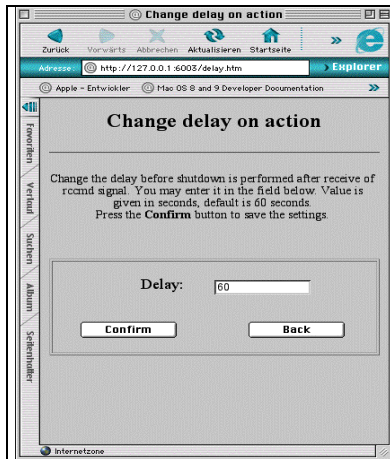 Change delay on action
Zurück Vorwärts Abbrechen Aktualisieren Startseite »
Adresse: http://127.0.0.1:6003/delay.htm > Explorer
Apple - Entwickler Mac OS 8 and 9 Developer Documentation »
Favoriten
Verlauf
Suchen
Album
Seitenhalter
Change delay on action
Change the delay before shutdown is performed after receive of
rccmd signal. You may enter it in the field below. Value is
given in seconds, default is 60 seconds.
Press the Confirm button to save the settings.
Delay: 60
Confirm Back
Internetzone